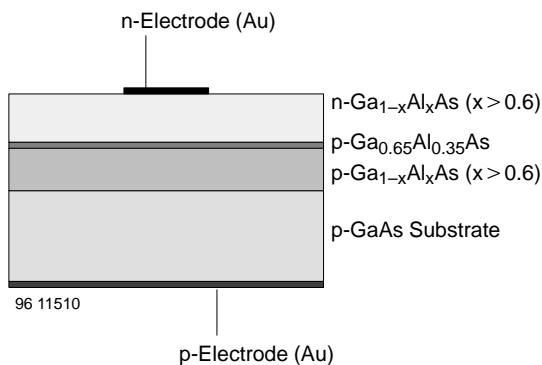 n-Electrode (Au)
n-Ga₁₋ₓAlₓAs (x > 0.6)
p-Ga₀.₆₅Al₀.₃₅As
p-Ga₁₋ₓAlₓAs (x > 0.6)
p-GaAs Substrate
96 11510
p-Electrode (Au)